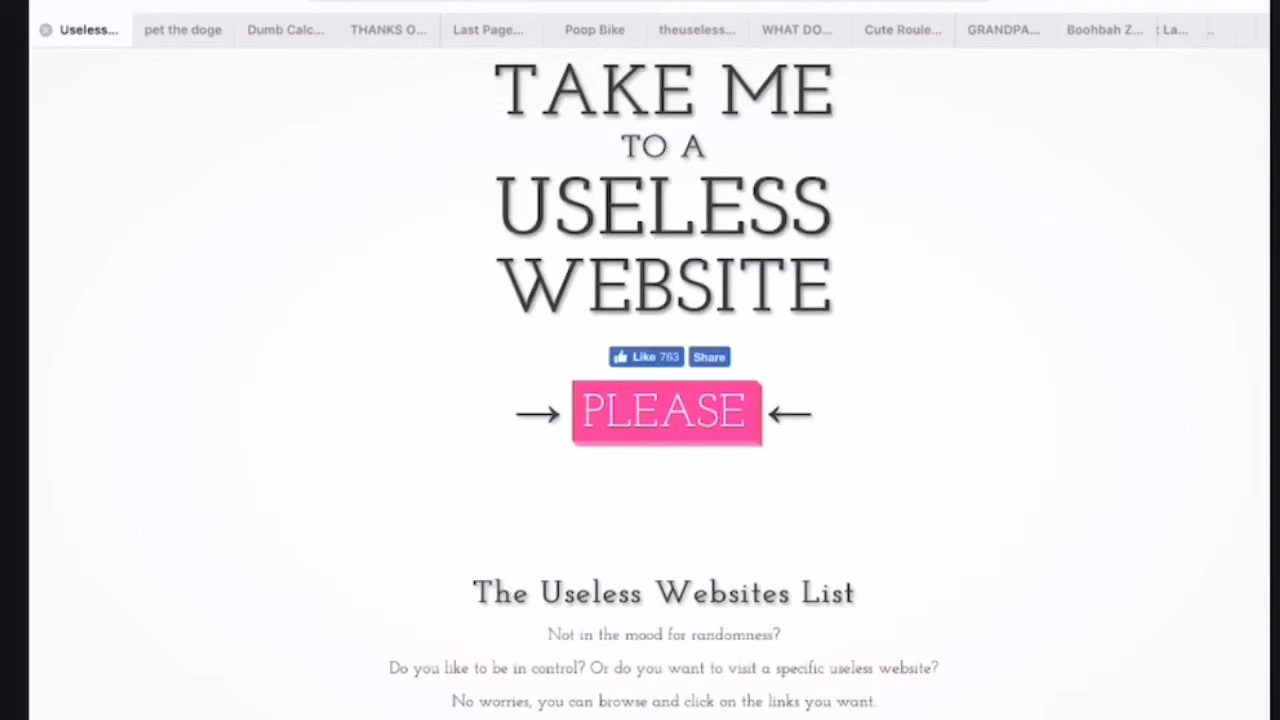 Useless... pet the doge Dumb Calc... THANKS O... Last Page... Poop Bike theuseless... WHAT DO... Cute Roule... GRANDPA... Boohbah Z... La... ..
TAKE ME
TO A
USELESS
WEBSITE
Like 763 Share
→ PLEASE ←
The Useless Websites List
Not in the mood for randomness?
Do you like to be in control? Or do you want to visit a specific useless website?
No worries, you can browse and click on the links you want.